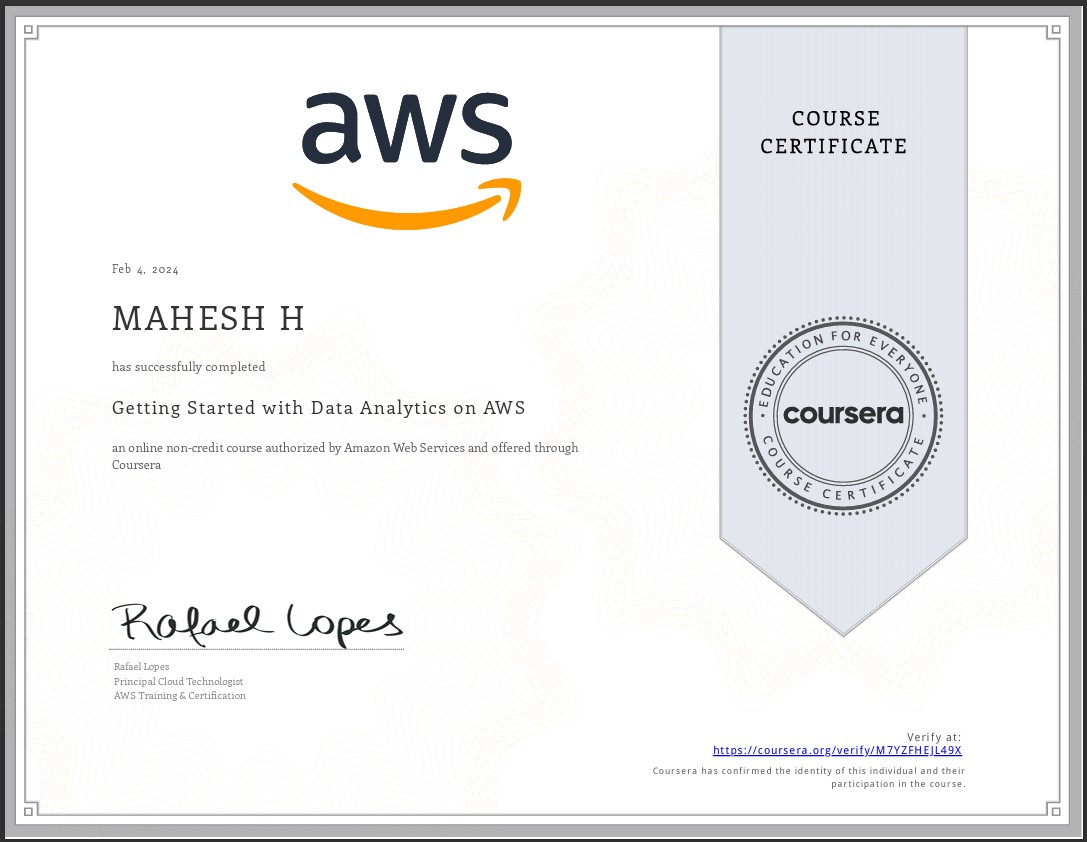 aws
COURSE
CERTIFICATE
Feb 4, 2024
MAHESH H
has successfully completed
Getting Started with Data Analytics on AWS
an online non-credit course authorized by Amazon Web Services and offered through
Coursera
EDUCATION FOR EVERYONE
coursera
COURSE CERTIFICATE
Rafael Lopes
Rafael Lopes
Principal Cloud Technologist
AWS Training & Certification
Verify at:
https://coursera.org/verify/M7YZFHEJL49X
Coursera has confirmed the identity of this individual and their
participation in the course.